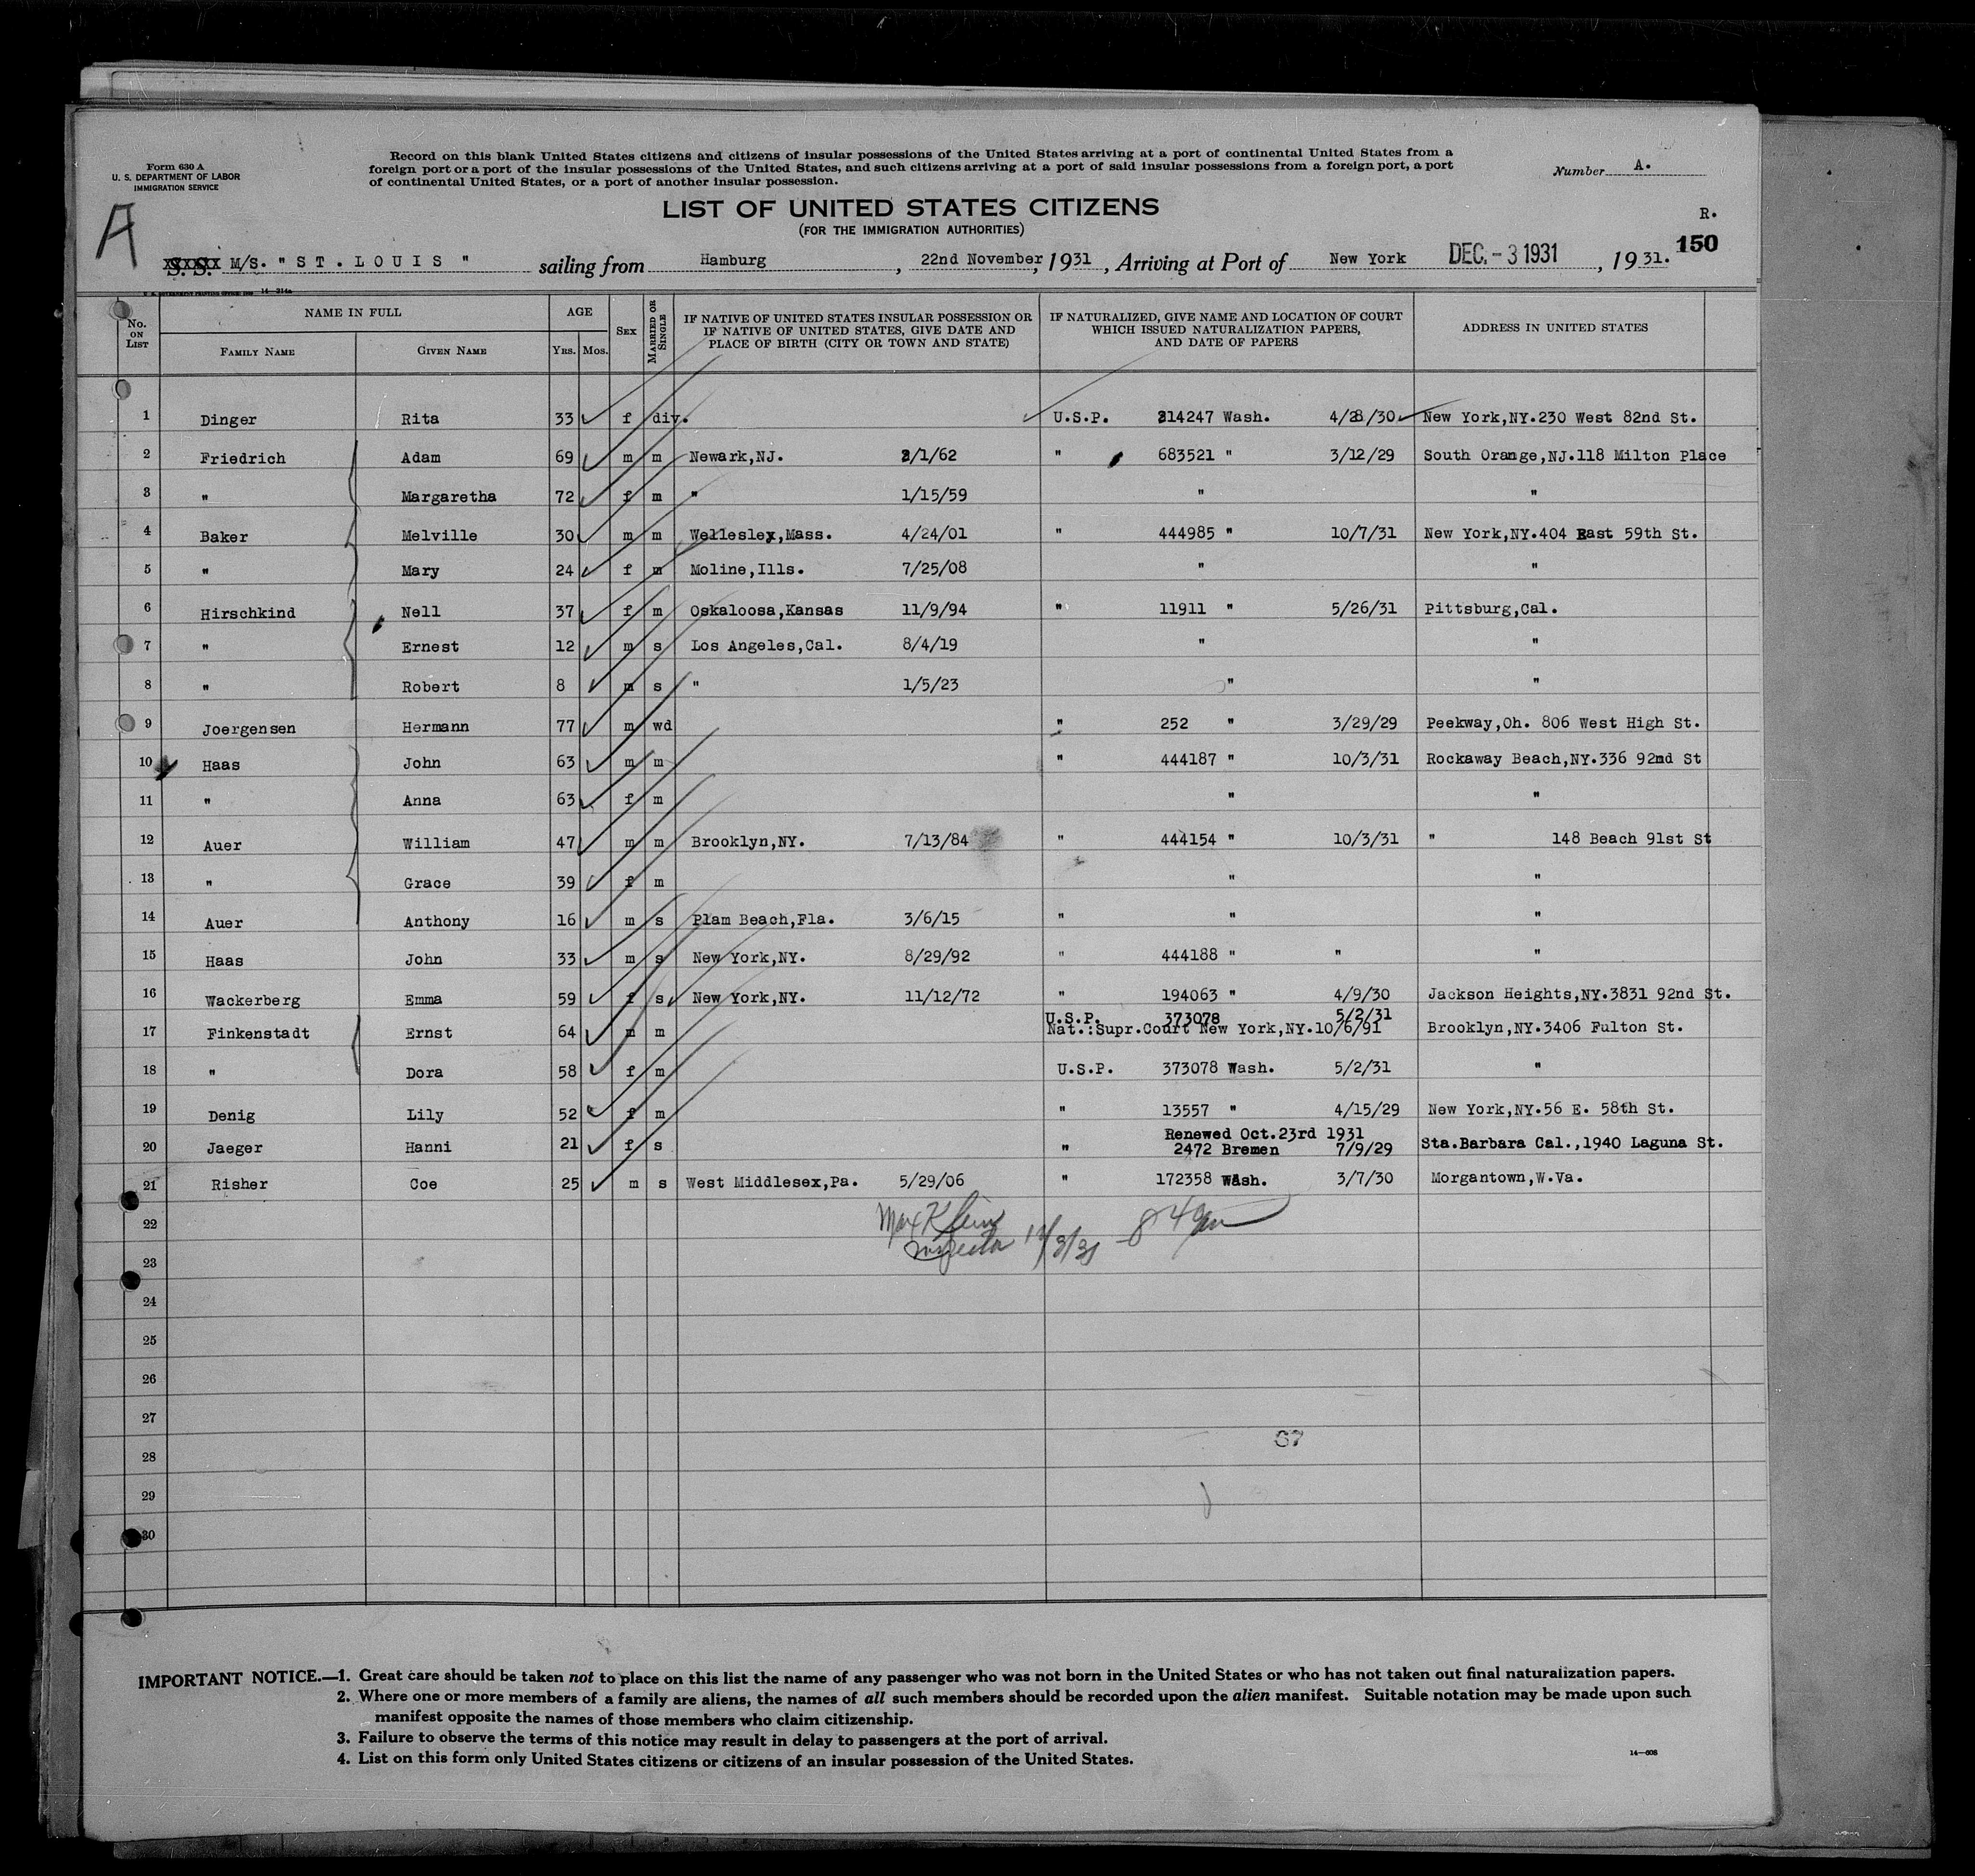 Form 630 A
U. S. DEPARTMENT OF LABOR
IMMIGRATION SERVICE
Record on this blank United States citizens and citizens of insular possessions of the United States arriving at a port of continental United States from a
foreign port or a port of the insular possessions of the United States, and such citizens arriving at a port of said insular possessions from a foreign port, a port
of continental United States, or a port of another insular possession.
Number A.
A
LIST OF UNITED STATES CITIZENS
(FOR THE IMMIGRATION AUTHORITIES)
R.
150
S. S. M/S. "ST. LOUIS" sailing from Hamburg, 22nd November, 1931, Arriving at Port of New York DEC. - 3 1931, 1931.
14-214a
No. ON LIST
NAME IN FULL
FAMILY NAME GIVEN NAME
AGE
YRS. MOS.
SEX
MARRIED OR SINGLE
IF NATIVE OF UNITED STATES INSULAR POSSESSION OR
IF NATIVE OF UNITED STATES, GIVE DATE AND
PLACE OF BIRTH (CITY OR TOWN AND STATE)
IF NATURALIZED, GIVE NAME AND LOCATION OF COURT
WHICH ISSUED NATURALIZATION PAPERS,
AND DATE OF PAPERS
ADDRESS IN UNITED STATES
1 Dinger Rita 33 f div. U.S.P. 214247 Wash. 4/28/30 New York,NY.230 West 82nd St.
2 Friedrich Adam 69 m m Newark,NJ. 2/1/62 " 683521 " 3/12/29 South Orange,NJ.118 Milton Place
3 " Margaretha 72 f m " 1/15/59 " "
4 Baker Melville 30 m m Wellesley,Mass. 4/24/01 " 444985 " 10/7/31 New York,NY.404 East 59th St.
5 " Mary 24 f m Moline,Ills. 7/25/08 " "
6 Hirschkind Nell 37 f m Oskaloosa,Kansas 11/9/94 " 11911 " 5/26/31 Pittsburg,Cal.
7 " Ernest 12 m s Los Angeles,Cal. 8/4/19 " "
8 " Robert 8 m s " 1/5/23 " "
9 Joergensen Hermann 77 m wd " 252 " 3/29/29 Peekway,Oh. 806 West High St.
10 Haas John 63 m m " 444187 " 10/3/31 Rockaway Beach,NY.336 92nd St
11 " Anna 63 f m " "
12 Auer William 47 m m Brooklyn,NY. 7/13/84 " 444154 " 10/3/31 " 148 Beach 91st St
13 " Grace 39 f m " "
14 Auer Anthony 16 m s Plam Beach,Fla. 3/6/15 " " "
15 Haas John 33 m s New York,NY. 8/29/92 " 444188 " " "
16 Wackerberg Emma 59 f s New York,NY. 11/12/72 " 194063 " 4/9/30 Jackson Heights,NY.3831 92nd St.
U.S.P. 373078 5/2/31
17 Finkenstadt Ernst 64 m m Nat.:Supr.Court New York,NY.10/6/91 Brooklyn,NY.3406 Fulton St.
18 " Dora 58 f m U.S.P. 373078 Wash. 5/2/31 "
19 Denig Lily 52 f m " 13557 " 4/15/29 New York,NY.56 E. 58th St.
Renewed Oct.23rd 1931
20 Jaeger Hanni 21 f s " 2472 Bremen 7/9/29 Sta.Barbara Cal.,1940 Laguna St.
21 Risher Coe 25 m s West Middlesex,Pa. 5/29/06 " 172358 Wash. 3/7/30 Morgantown,W.Va.
22
Max Klein
Inspector 12/3/31
23
24
25
26
27
28
29
30
IMPORTANT NOTICE.—1. Great care should be taken not to place on this list the name of any passenger who was not born in the United States or who has not taken out final naturalization papers.
2. Where one or more members of a family are aliens, the names of all such members should be recorded upon the alien manifest. Suitable notation may be made upon such
manifest opposite the names of those members who claim citizenship.
3. Failure to observe the terms of this notice may result in delay to passengers at the port of arrival.
4. List on this form only United States citizens or citizens of an insular possession of the United States.